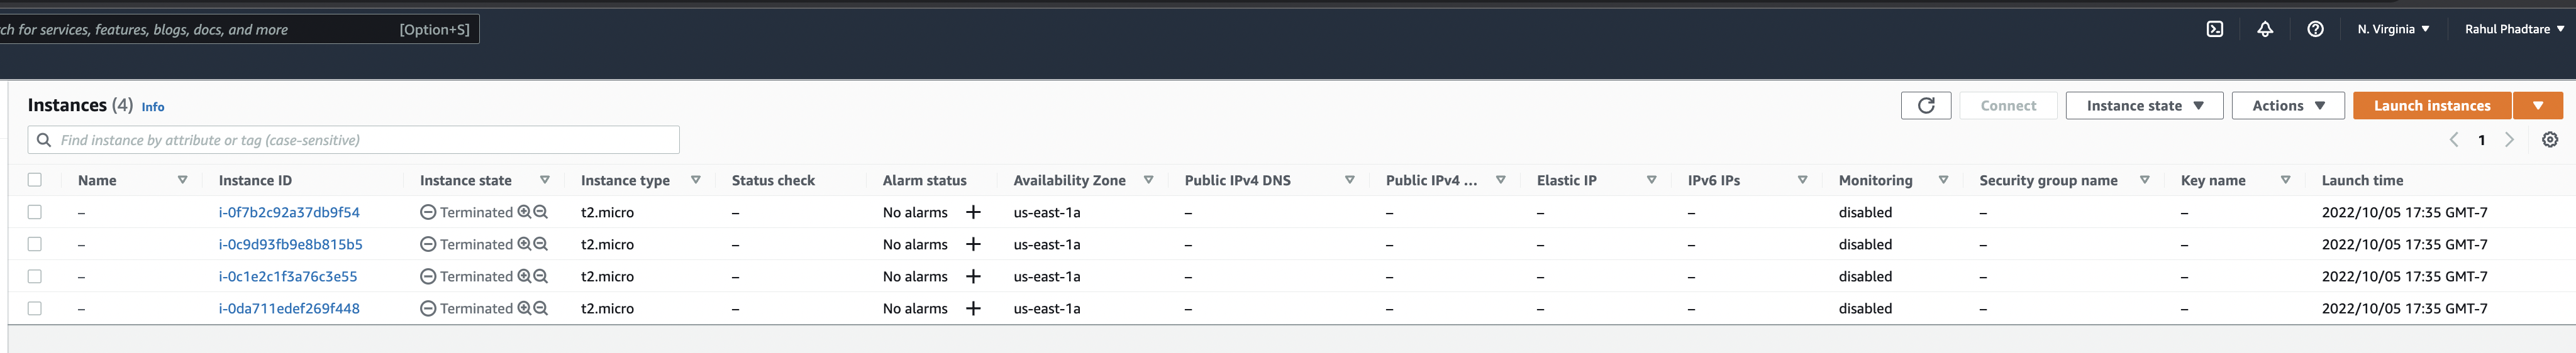 ch for services, features, blogs, docs, and more [Option+S] N. Virginia ▼ Rahul Phadtare ▼
Instances (4) Info Connect Instance state ▼ Actions ▼ Launch instances ▼
Find instance by attribute or tag (case-sensitive) 1
Name Instance ID Instance state Instance type Status check Alarm status Availability Zone Public IPv4 DNS Public IPv4 ... Elastic IP IPv6 IPs Monitoring Security group name Key name Launch time
– i-0f7b2c92a37db9f54 Terminated t2.micro – No alarms + us-east-1a – – – – disabled – – 2022/10/05 17:35 GMT-7
– i-0c9d93fb9e8b815b5 Terminated t2.micro – No alarms + us-east-1a – – – – disabled – – 2022/10/05 17:35 GMT-7
– i-0c1e2c1f3a76c3e55 Terminated t2.micro – No alarms + us-east-1a – – – – disabled – – 2022/10/05 17:35 GMT-7
– i-0da711edef269f448 Terminated t2.micro – No alarms + us-east-1a – – – – disabled – – 2022/10/05 17:35 GMT-7